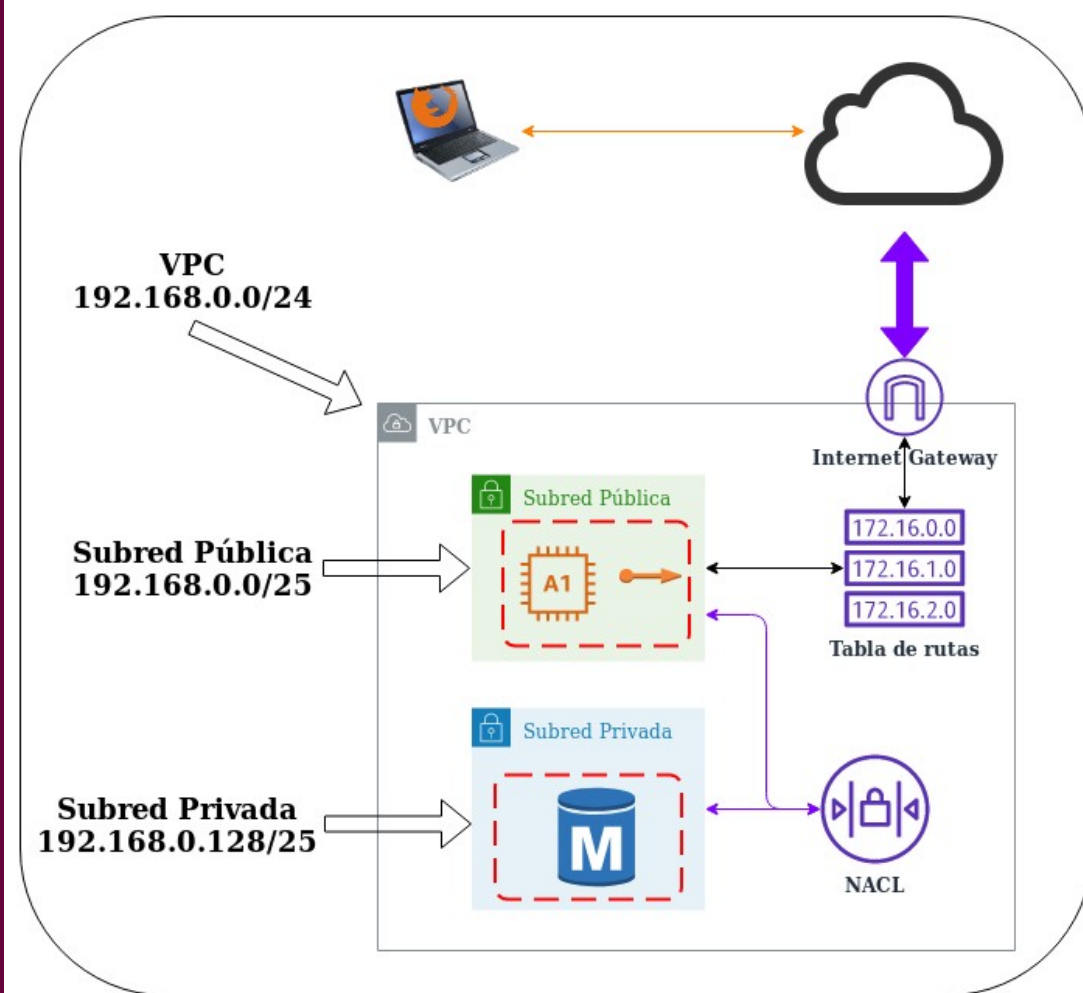 VPC
192.168.0.0/24
VPC
Internet Gateway
Subred Pública
172.16.0.0
Subred Pública
192.168.0.0/25
A1
172.16.1.0
172.16.2.0
Tabla de rutas
Subred Privada
Subred Privada
192.168.0.128/25
M
NACL